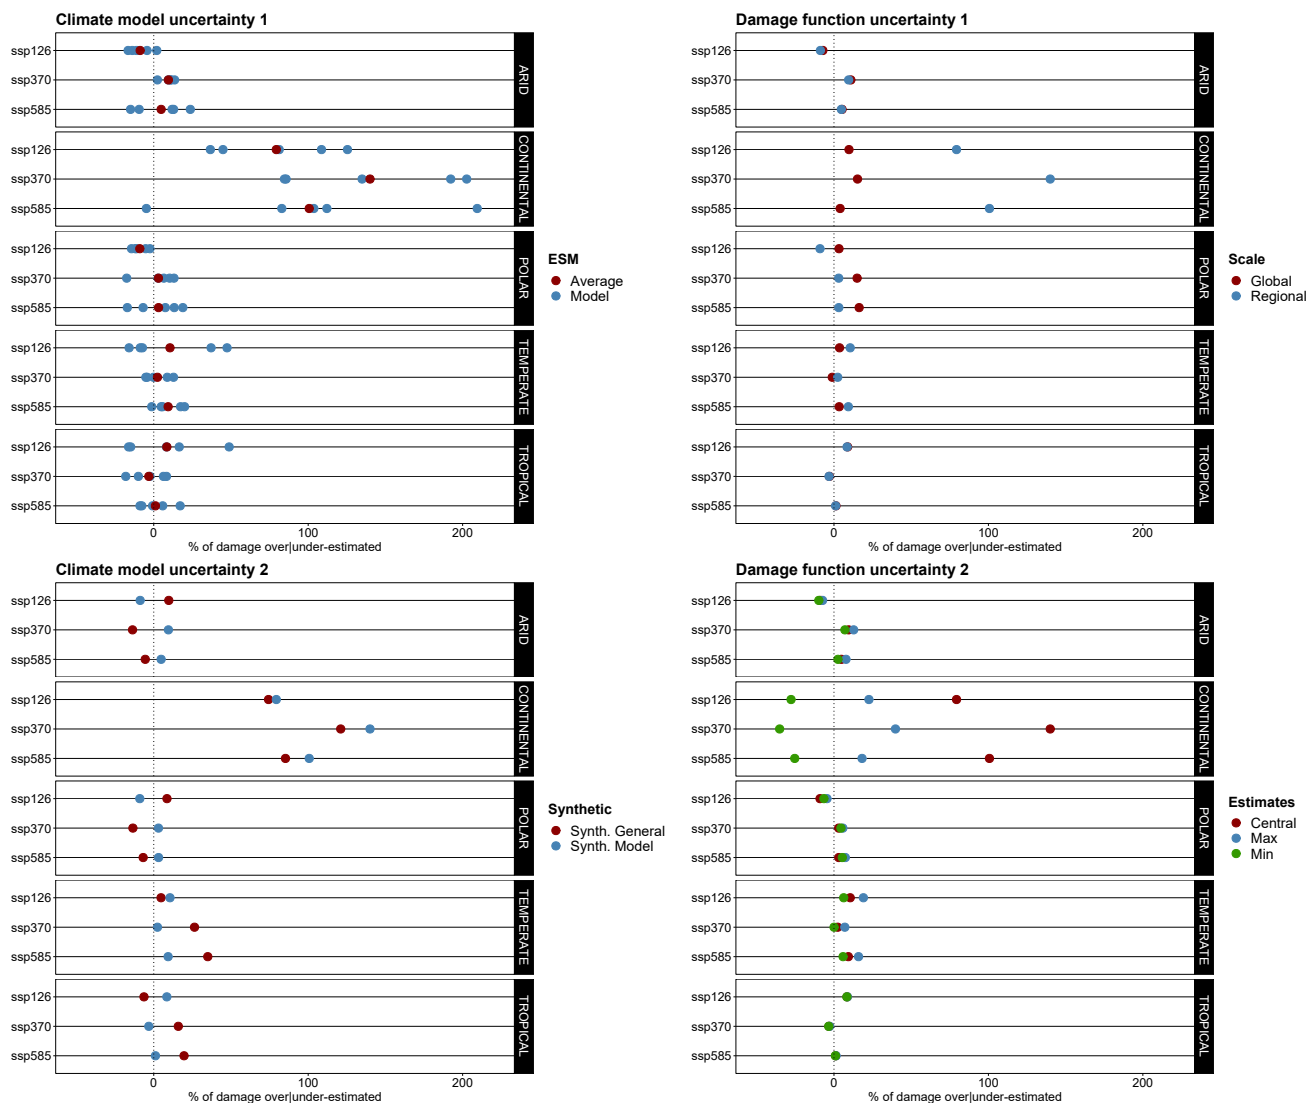 Climate model uncertainty 1
ssp126
ssp370
ssp585
ARID
ssp126
ssp370
ssp585
CONTINENTAL
ssp126
ssp370
ssp585
POLAR
ssp126
ssp370
ssp585
TEMPERATE
ssp126
ssp370
ssp585
TROPICAL
0 100 200
% of damage over|under-estimated
ESM
Average
Model
Damage function uncertainty 1
ssp126
ssp370
ssp585
ARID
ssp126
ssp370
ssp585
CONTINENTAL
ssp126
ssp370
ssp585
POLAR
ssp126
ssp370
ssp585
TEMPERATE
ssp126
ssp370
ssp585
TROPICAL
0 100 200
% of damage over|under-estimated
Scale
Global
Regional
Climate model uncertainty 2
ssp126
ssp370
ssp585
ARID
ssp126
ssp370
ssp585
CONTINENTAL
ssp126
ssp370
ssp585
POLAR
ssp126
ssp370
ssp585
TEMPERATE
ssp126
ssp370
ssp585
TROPICAL
0 100 200
% of damage over|under-estimated
Synthetic
Synth. General
Synth. Model
Damage function uncertainty 2
ssp126
ssp370
ssp585
ARID
ssp126
ssp370
ssp585
CONTINENTAL
ssp126
ssp370
ssp585
POLAR
ssp126
ssp370
ssp585
TEMPERATE
ssp126
ssp370
ssp585
TROPICAL
0 100 200
% of damage over|under-estimated
Estimates
Central
Max
Min